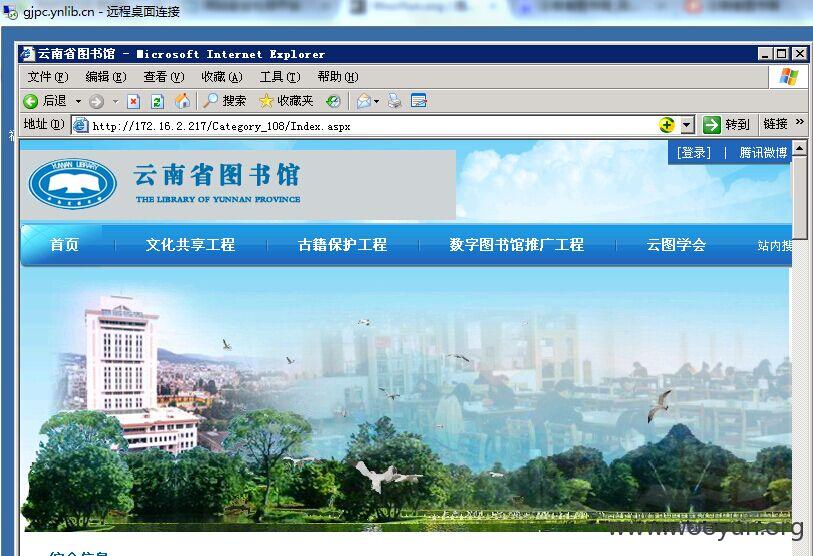 gjpc.ynlib.cn - 远程桌面连接
云南省图书馆 - Microsoft Internet Explorer
文件(F) 编辑(E) 查看(V) 收藏(A) 工具(T) 帮助(H)
后退 搜索 收藏夹
地址(D) http://172.16.2.217/Category_108/Index.aspx 转到 链接 »
[登录] | 腾讯微博
YUNNAN LIBRARY
云南省图书馆
THE LIBRARY OF YUNNAN PROVINCE
首页 文化共享工程 古籍保护工程 数字图书馆推广工程 云图学会 站内搜
www.wooyun.org
综合信息